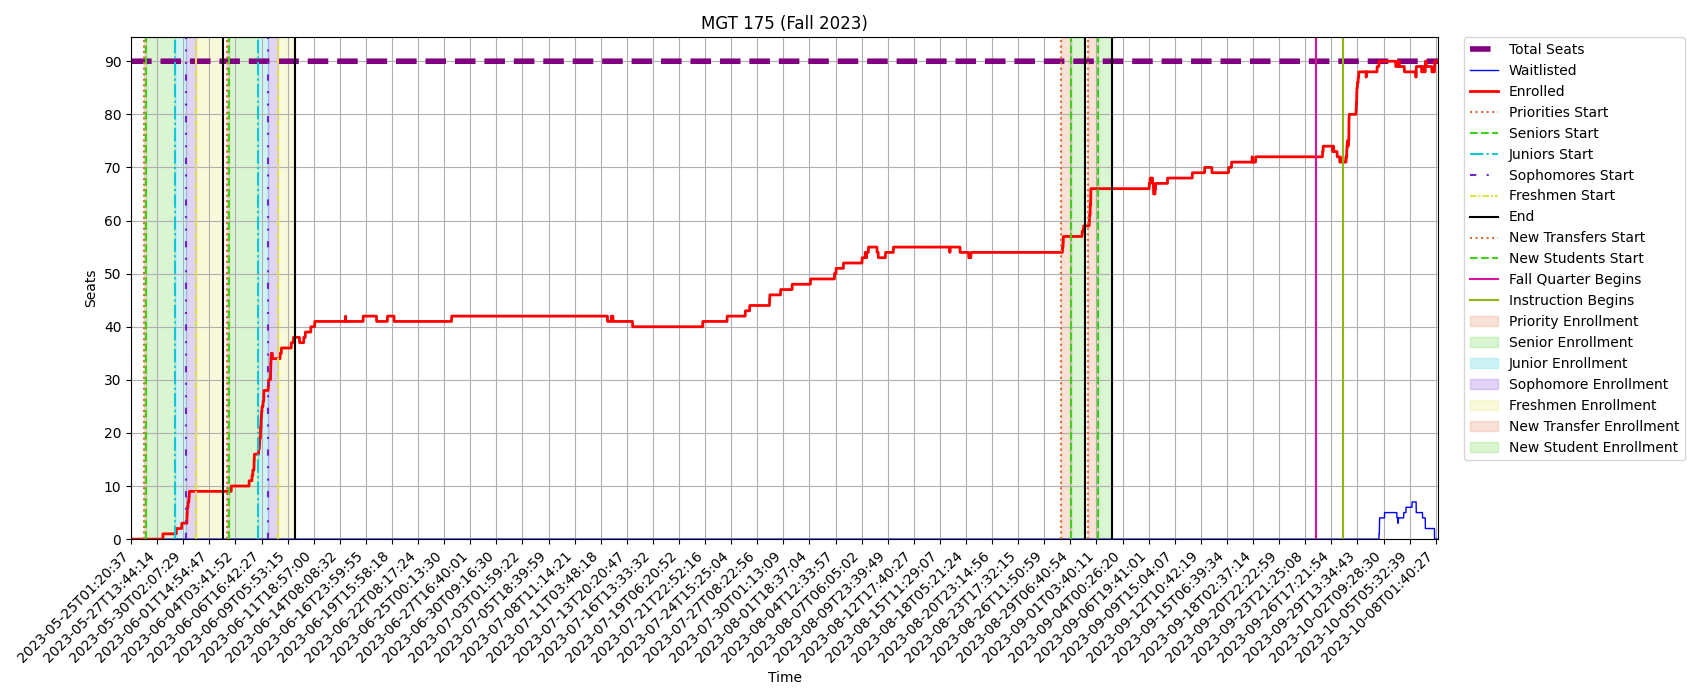 MGT 175 (Fall 2023)
Seats
90
80
70
60
50
40
30
20
10
0
2023-05-25T01:20:37
2023-05-27T13:44:14
2023-05-30T02:07:29
2023-06-01T14:54:47
2023-06-04T03:41:52
2023-06-06T16:42:27
2023-06-09T05:53:15
2023-06-11T18:57:00
2023-06-14T08:08:32
2023-06-16T23:59:55
2023-06-19T15:58:18
2023-06-22T08:17:24
2023-06-25T00:13:30
2023-06-27T16:40:01
2023-06-30T09:16:30
2023-07-03T01:59:22
2023-07-05T18:39:59
2023-07-08T11:14:21
2023-07-11T03:48:18
2023-07-13T20:20:47
2023-07-16T13:33:32
2023-07-19T06:20:52
2023-07-21T22:52:16
2023-07-24T15:25:04
2023-07-27T08:22:56
2023-07-30T01:13:09
2023-08-01T18:37:04
2023-08-04T12:33:57
2023-08-07T06:05:02
2023-08-09T23:39:49
2023-08-12T17:40:27
2023-08-15T11:29:07
2023-08-18T05:21:24
2023-08-20T23:14:56
2023-08-23T17:32:15
2023-08-26T11:50:59
2023-08-29T06:40:54
2023-09-01T03:40:11
2023-09-04T00:26:20
2023-09-06T19:41:01
2023-09-09T15:04:07
2023-09-12T10:42:19
2023-09-15T06:39:34
2023-09-18T02:37:14
2023-09-20T22:22:59
2023-09-23T21:25:08
2023-09-26T17:21:54
2023-09-29T13:34:43
2023-10-02T09:28:30
2023-10-05T05:32:39
2023-10-08T01:40:27
Time
Total Seats
Waitlisted
Enrolled
Priorities Start
Seniors Start
Juniors Start
Sophomores Start
Freshmen Start
End
New Transfers Start
New Students Start
Fall Quarter Begins
Instruction Begins
Priority Enrollment
Senior Enrollment
Junior Enrollment
Sophomore Enrollment
Freshmen Enrollment
New Transfer Enrollment
New Student Enrollment